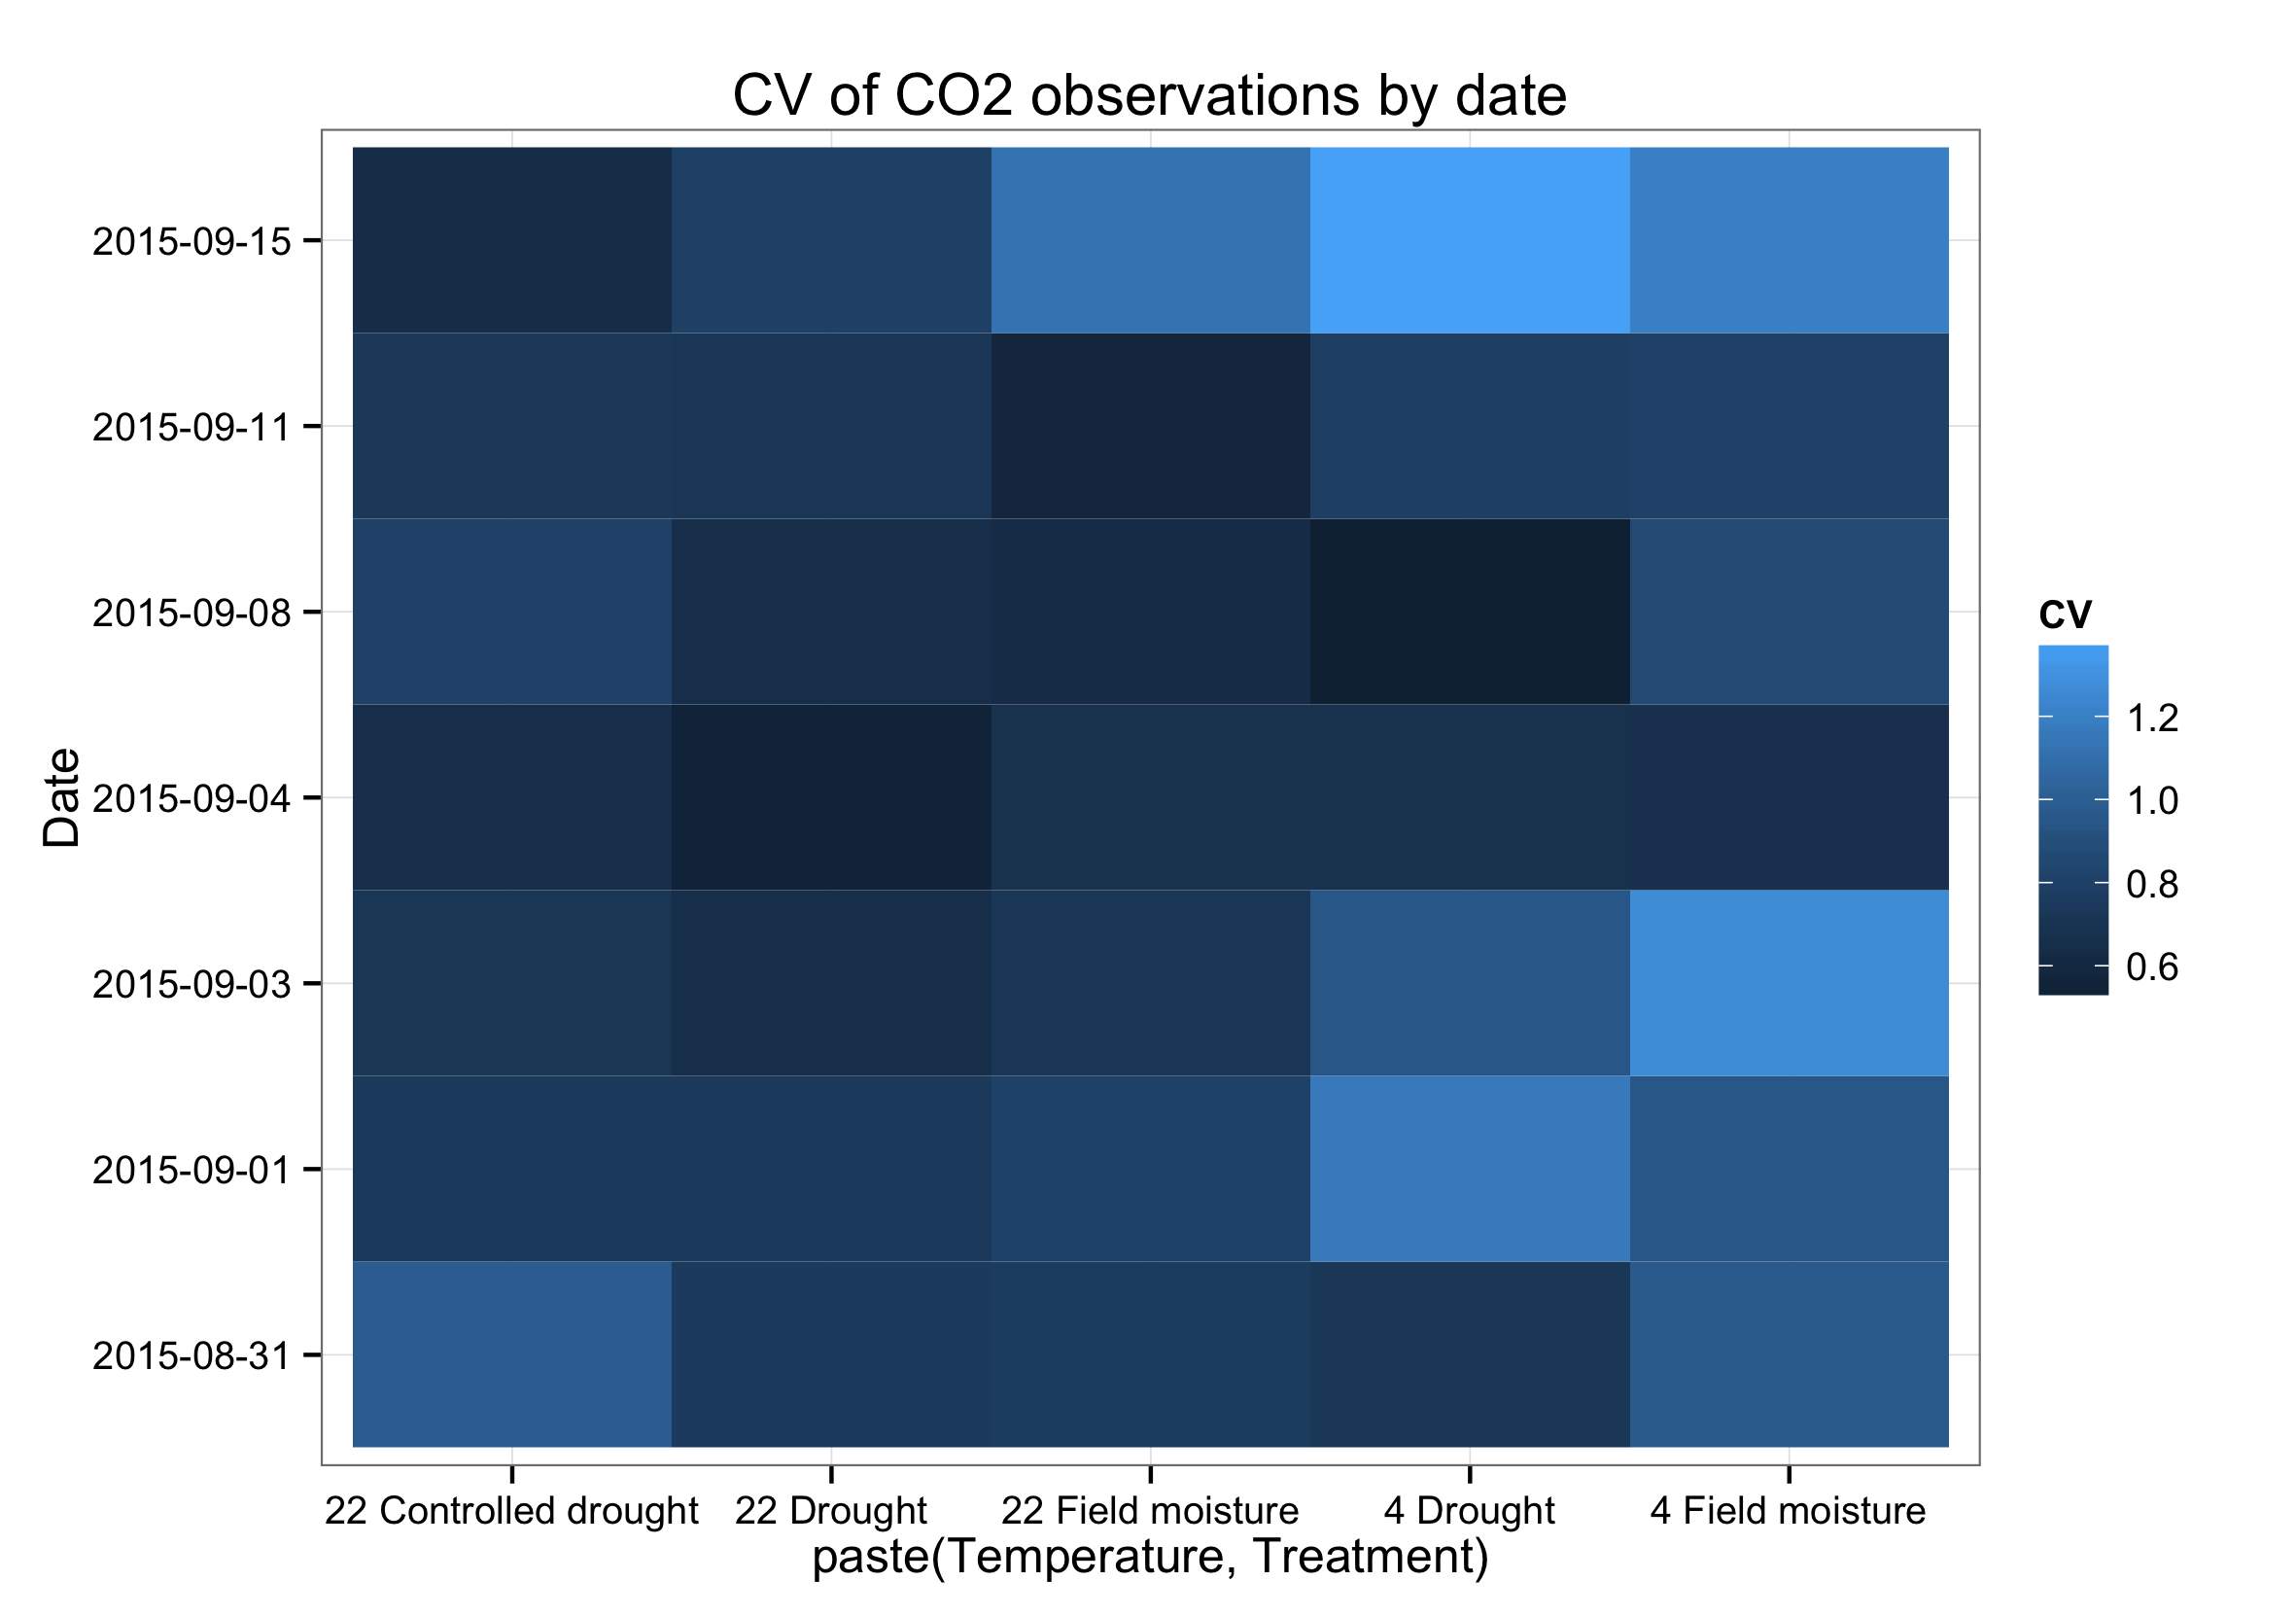 CV of CO2 observations by date
Date
2015-09-15
2015-09-11
2015-09-08
2015-09-04
2015-09-03
2015-09-01
2015-08-31
22 Controlled drought 22 Drought 22 Field moisture 4 Drought 4 Field moisture
paste(Temperature, Treatment)
cv
1.2
1.0
0.8
0.6